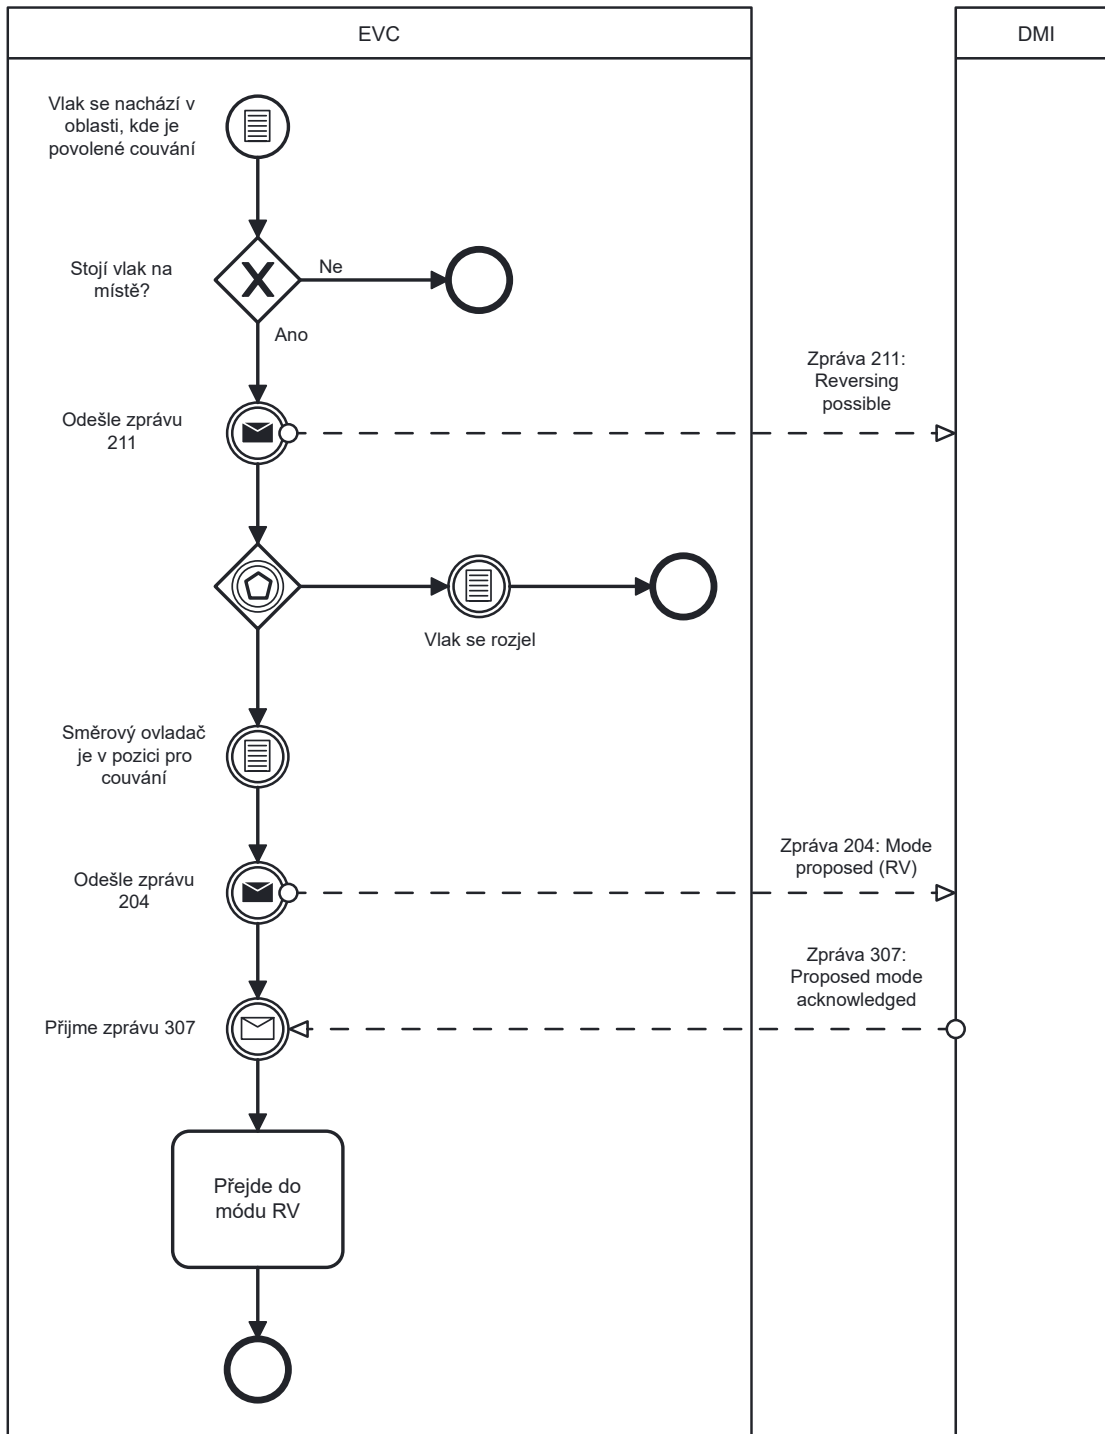 EVC
DMI
Vlak se nachází v
oblasti, kde je
povolené couvání
Stojí vlak na
místě?
Ne
Ano
Zpráva 211:
Reversing
possible
Odešle zprávu
211
Vlak se rozjel
Směrový ovladač
je v pozici pro
couvání
Zpráva 204: Mode
proposed (RV)
Odešle zprávu
204
Zpráva 307:
Proposed mode
acknowledged
Přijme zprávu 307
Přejde do
módu RV